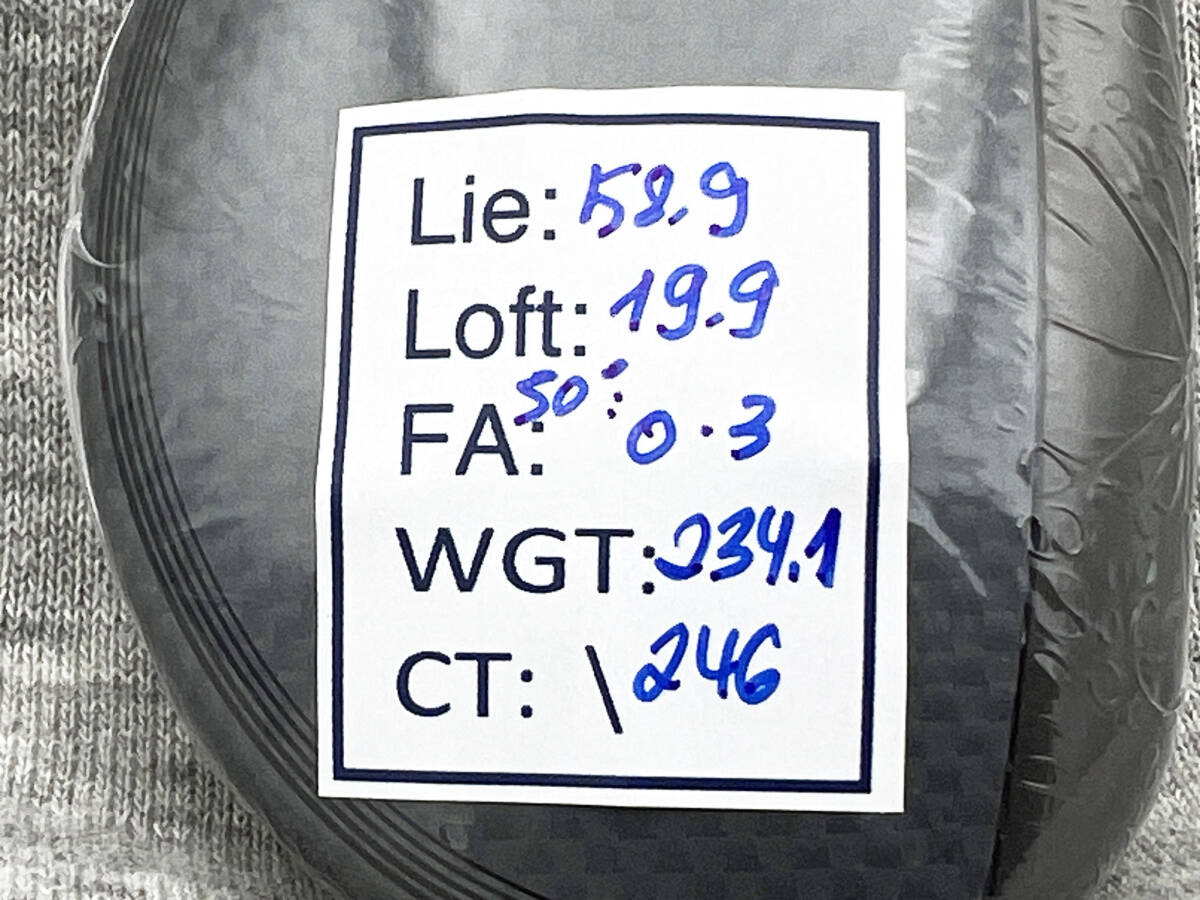 Lie: 58.9
Loft: 19.9
FA: 50°: 0.3
WGT: 234.1
CT: \ 246